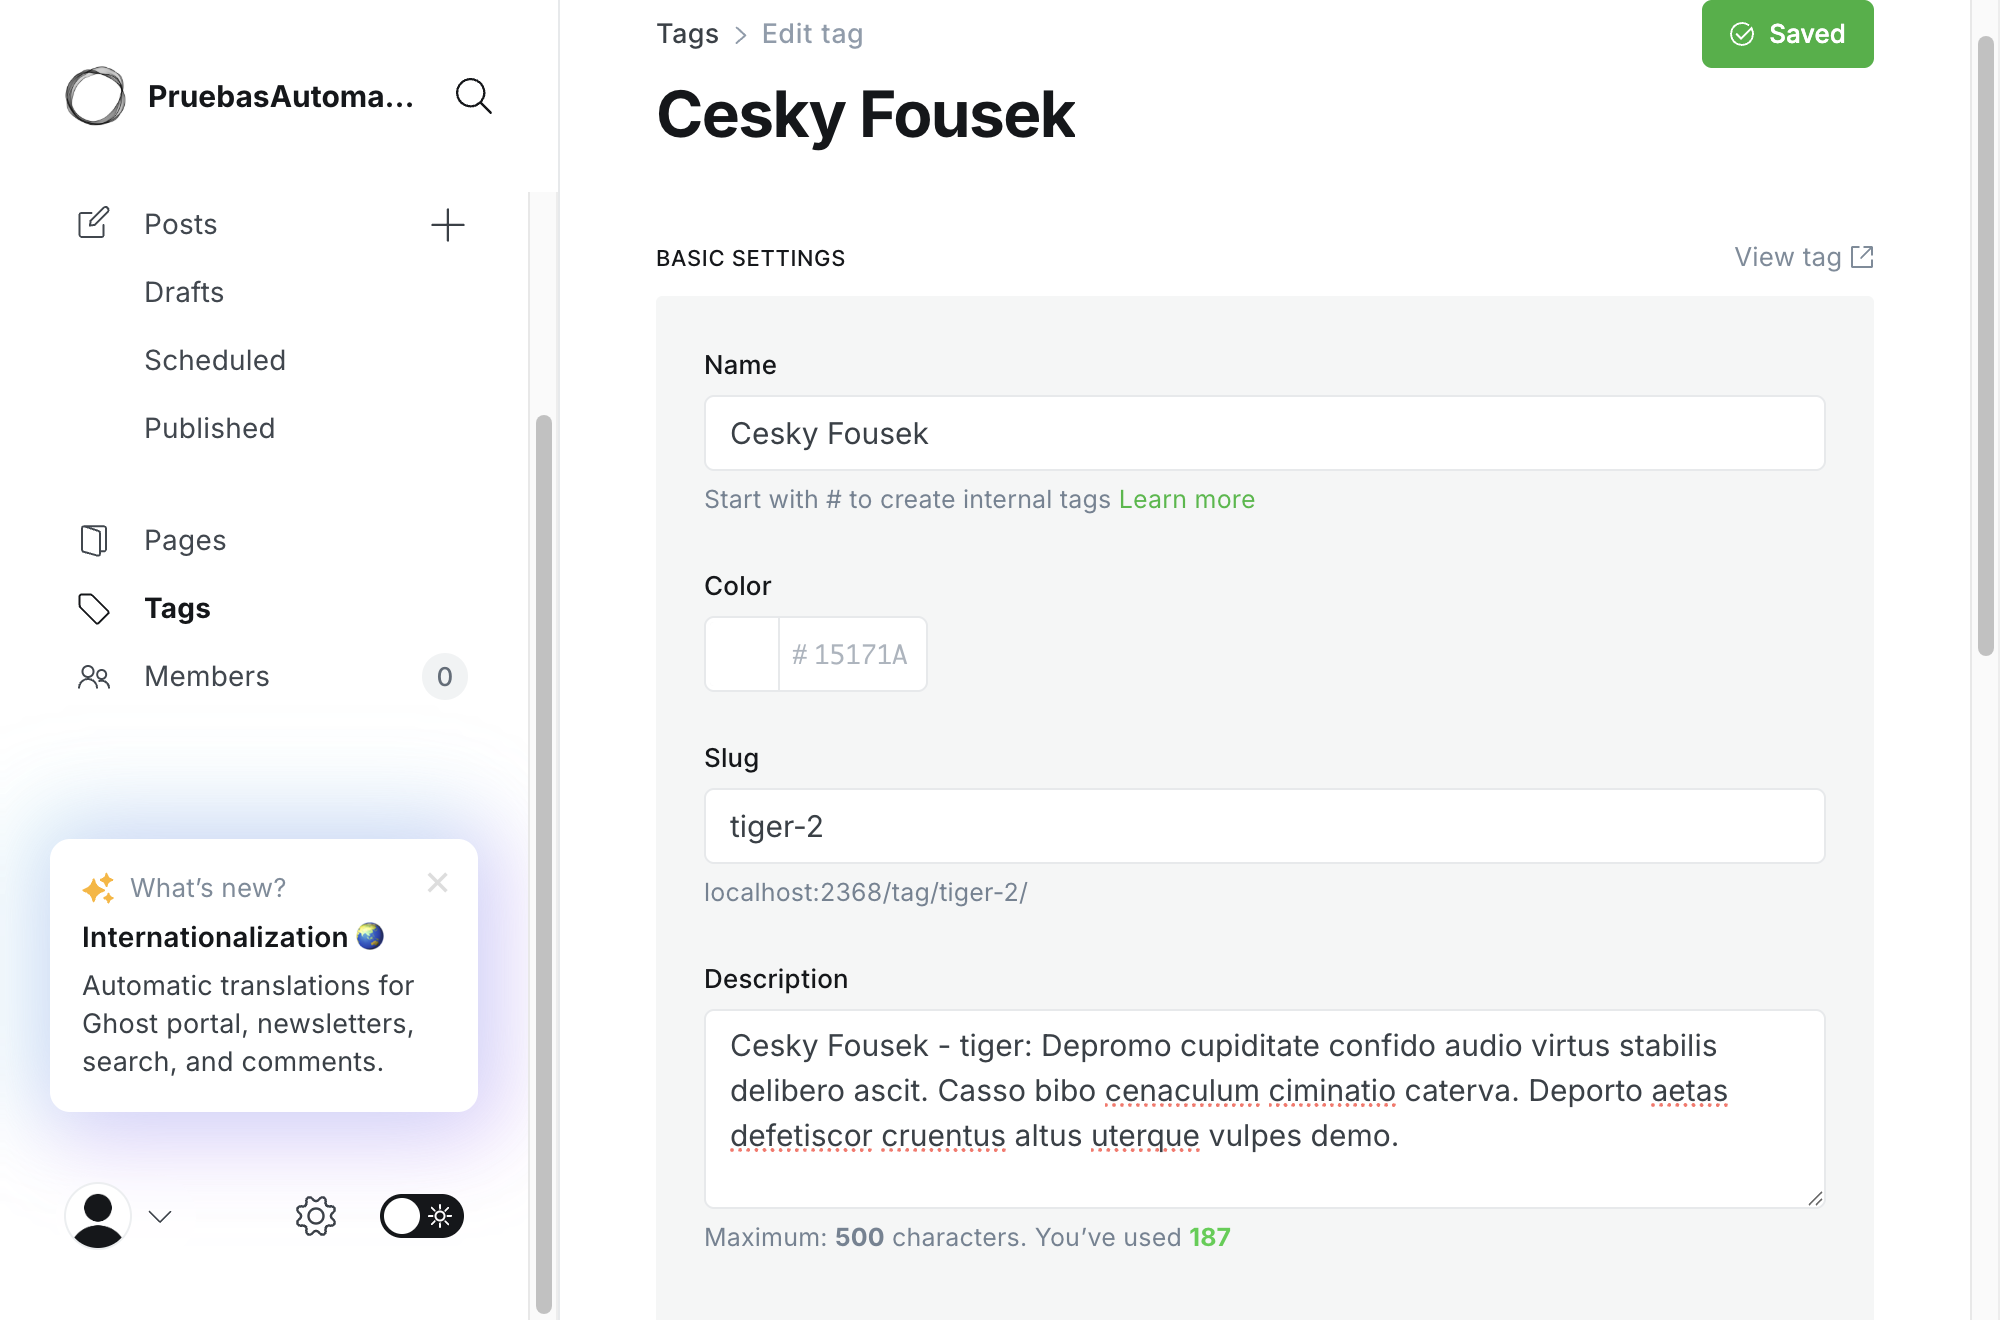 PruebasAutoma...
Posts
Drafts
Scheduled
Published
Pages
Tags
Members
0
What’s new?
Internationalization
Automatic translations for
Ghost portal, newsletters,
search, and comments.
Tags > Edit tag
Saved
Cesky Fousek
BASIC SETTINGS
View tag
Name
Cesky Fousek
Start with # to create internal tags Learn more
Color
# 15171A
Slug
tiger-2
localhost:2368/tag/tiger-2/
Description
Cesky Fousek - tiger: Depromo cupiditate confido audio virtus stabilis
delibero ascit. Casso bibo cenaculum ciminatio caterva. Deporto aetas
defetiscor cruentus altus uterque vulpes demo.
Maximum: 500 characters. You’ve used 187